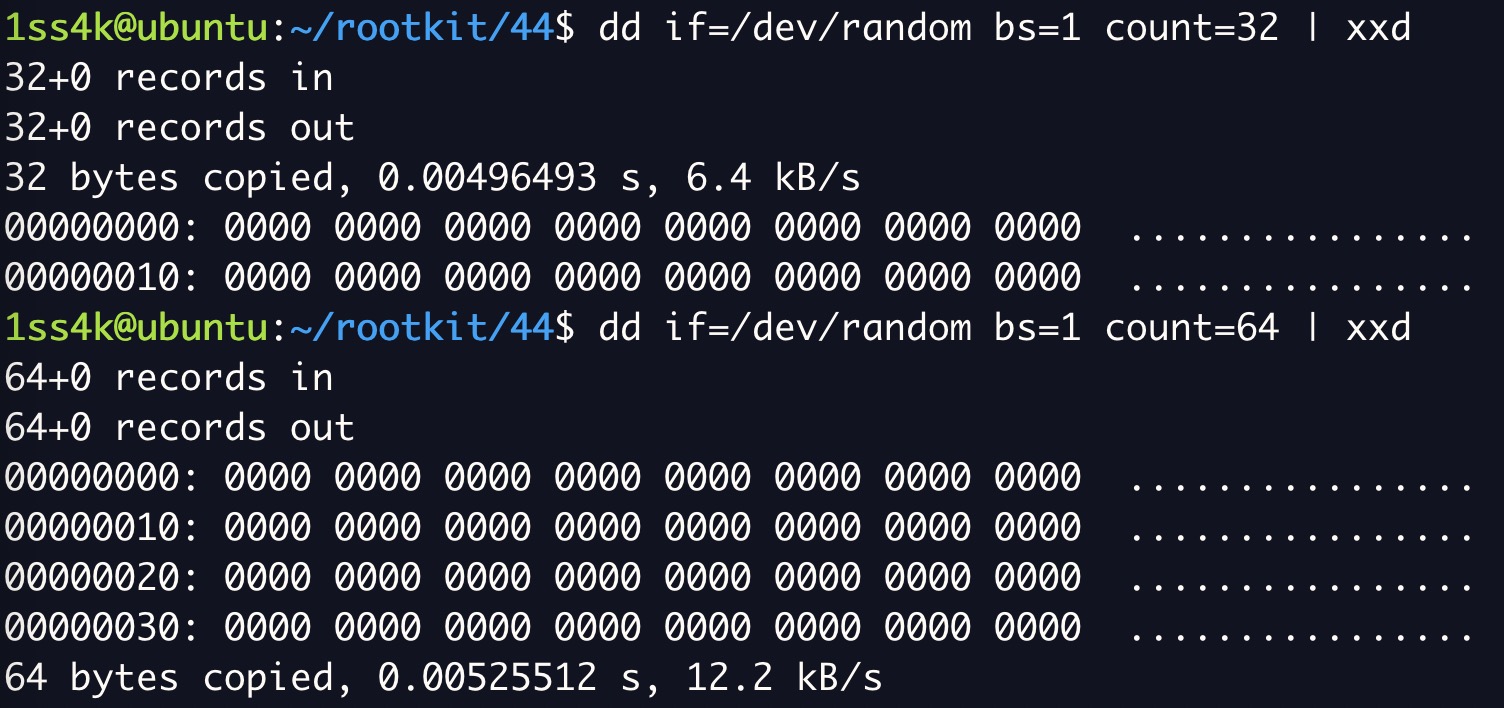 1ss4k@ubuntu:~/rootkit/44$ dd if=/dev/random bs=1 count=32 | xxd
32+0 records in
32+0 records out
32 bytes copied, 0.00496493 s, 6.4 kB/s
00000000: 0000 0000 0000 0000 0000 0000 0000 0000  ................
00000010: 0000 0000 0000 0000 0000 0000 0000 0000  ................
1ss4k@ubuntu:~/rootkit/44$ dd if=/dev/random bs=1 count=64 | xxd
64+0 records in
64+0 records out
00000000: 0000 0000 0000 0000 0000 0000 0000 0000  ................
00000010: 0000 0000 0000 0000 0000 0000 0000 0000  ................
00000020: 0000 0000 0000 0000 0000 0000 0000 0000  ................
00000030: 0000 0000 0000 0000 0000 0000 0000 0000  ................
64 bytes copied, 0.00525512 s, 12.2 kB/s